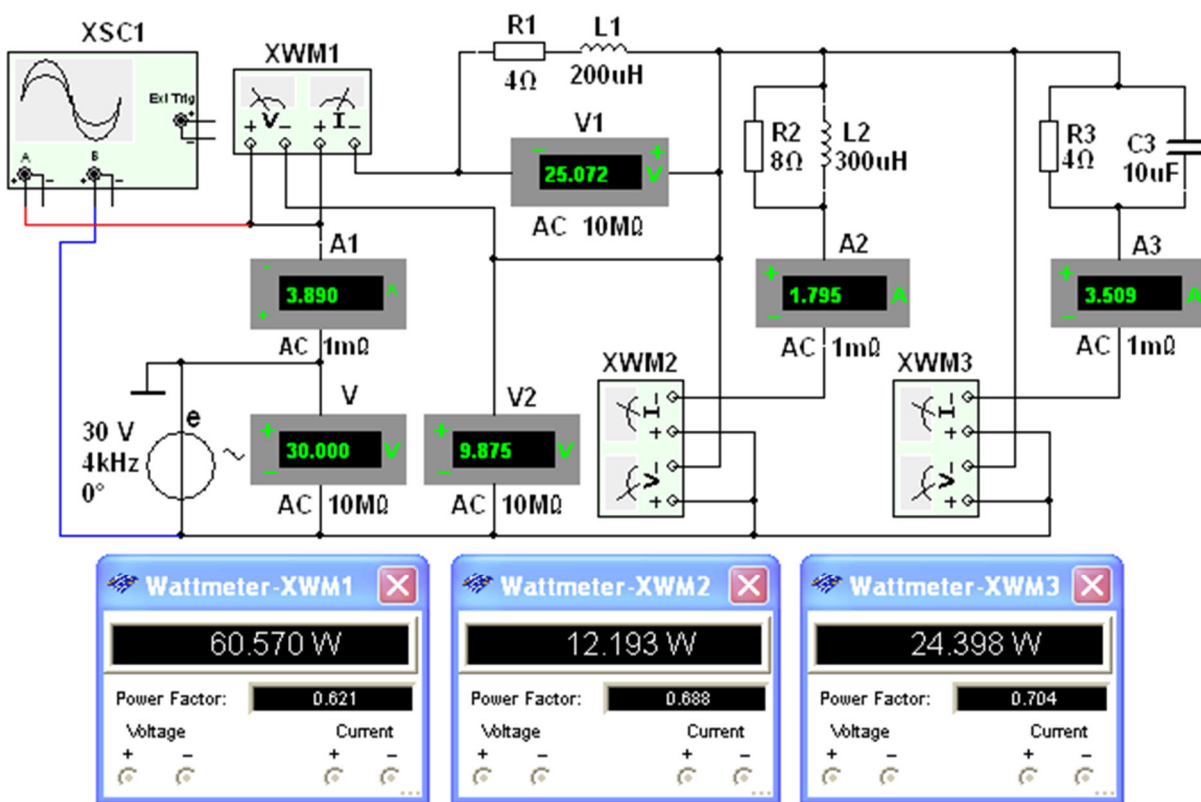 XSC1
Ext Trig
+
-
A
B
+ - + -
XWM1
V I
+ - + -
R1
4Ω
L1
200uH
V1
- +
25.072 V
AC 10MΩ
R2
8Ω
L2
300uH
R3
4Ω
C3
10uF
A1
-
3.890 A
+
AC 1mΩ
A2
+
1.795 A
-
AC 1mΩ
A3
+
3.509 A
-
AC 1mΩ
30 V
4kHz
0°
e
V
+
30.000 V
-
AC 10MΩ
V2
+
9.875 V
-
AC 10MΩ
XWM2
I -
+
V -
+
XWM3
I -
+
V -
+
Wattmeter-XWM1
60.570 W
Power Factor: 0.621
Voltage Current
+ - + -
Wattmeter-XWM2
12.193 W
Power Factor: 0.688
Voltage Current
+ - + -
Wattmeter-XWM3
24.398 W
Power Factor: 0.704
Voltage Current
+ - + -